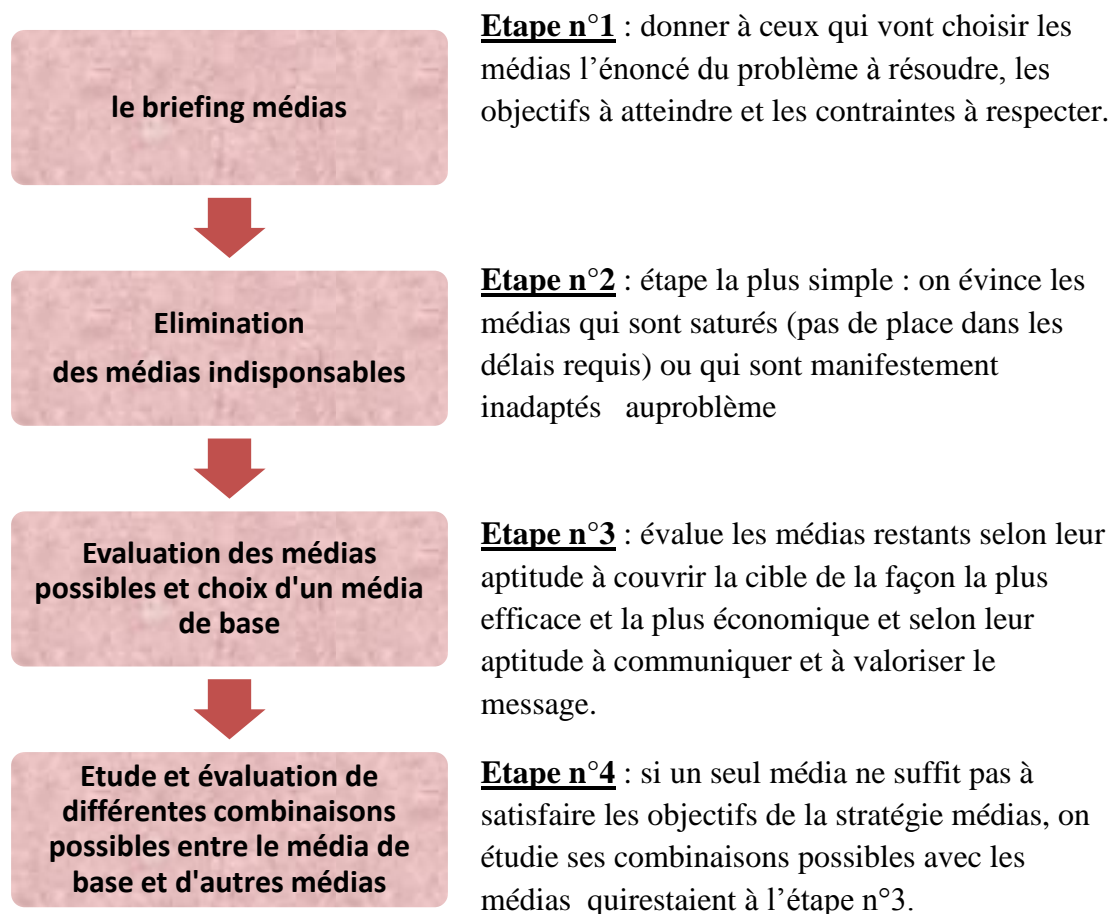 le briefing médias
Etape n°1 : donner à ceux qui vont choisir les
médias l'énoncé du problème à résoudre, les
objectifs à atteindre et les contraintes à respecter.
Elimination
des médias indisponables
Etape n°2 : étape la plus simple : on évince les
médias qui sont saturés (pas de place dans les
délais requis) ou qui sont manifestement
inadaptés auproblème
Evaluation des médias
possibles et choix d'un média
de base
Etape n°3 : évalue les médias restants selon leur
aptitude à couvrir la cible de la façon la plus
efficace et la plus économique et selon leur
aptitude à communiquer et à valoriser le
message.
Etude et évaluation de
différentes combinaisons
possibles entre le média de
base et d'autres médias
Etape n°4 : si un seul média ne suffit pas à
satisfaire les objectifs de la stratégie médias, on
étudie ses combinaisons possibles avec les
médias quirestaient à l'étape n°3.